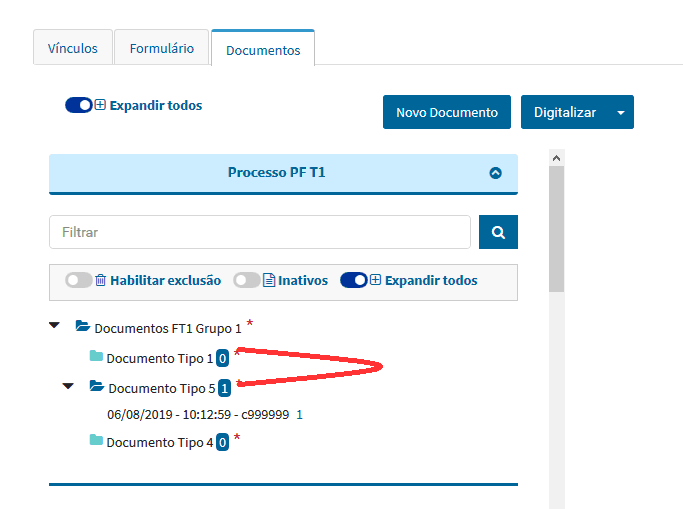 Vínculos Formulário Documentos
Expandir todos Novo Documento Digitalizar
Processo PF T1
Filtrar
Habilitar exclusão Inativos Expandir todos
Documentos FT1 Grupo 1 *
Documento Tipo 1 0 *
Documento Tipo 5 1 *
06/08/2019 - 10:12:59 - c999999 1
Documento Tipo 4 0 *